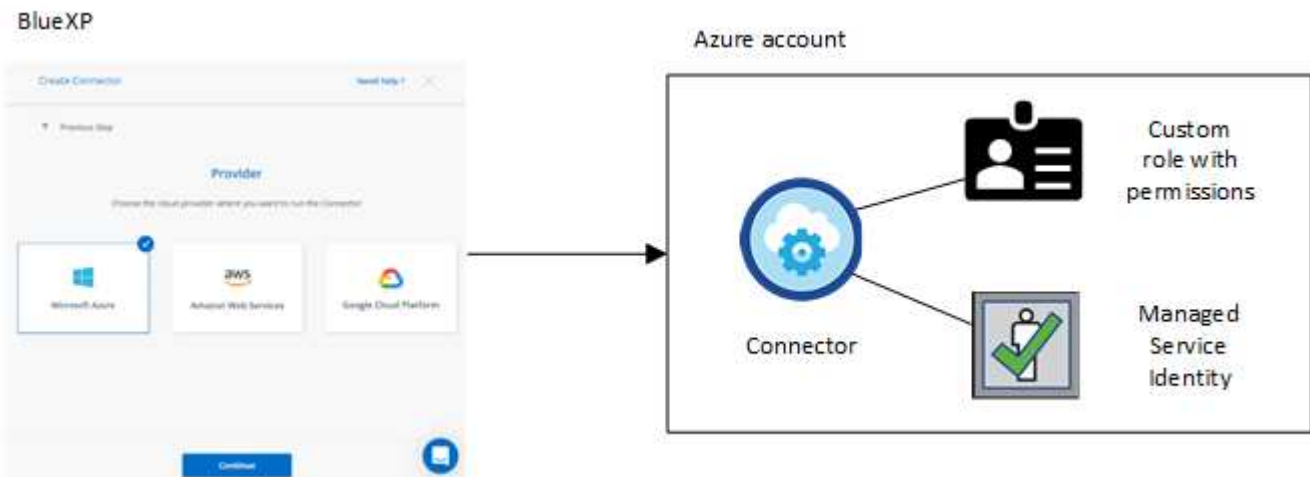 BlueXP
Create Connector
Need help ?
Previous Step
Provider
Choose the cloud provider where you want to run the Connector
Microsoft Azure
aws
Amazon Web Services
Google Cloud Platform
Continue
Azure account
Connector
Custom
role with
permissions
Managed
Service
Identity